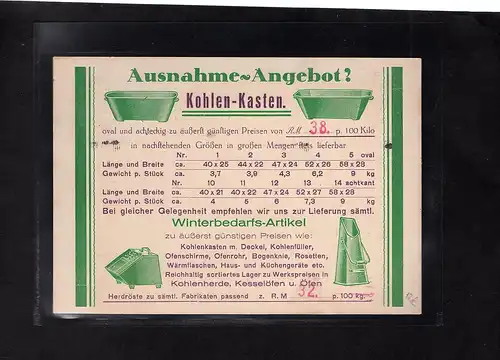 Ausnahme~Angebot?
Kohlen-Kasten.
oval und achteckig zu äußerst günstigen Preisen von R.M 38. p. 100 Kilo
in nachstehenden Größen in großen Mengen stets lieferbar
Nr. 1 2 3 4 5 oval
Länge und Breite ca. 40 x 25 44 x 22 47 x 24 52 x 26 58 x 28
Gewicht p. Stück ca. 3,7 3,9 4,3 6,2 9 kg
Nr. 10 11 12 13 14 achtkant
Länge und Breite ca. 40 x 21 40 x 22 47 x 24 52 x 27 58 x 28
Gewicht p. Stück ca. 4 5 6 7,3 9 kg
Bei gleicher Gelegenheit empfehlen wir uns zur Lieferung sämtl.
Winterbedarfs-Artikel
zu äußerst günstigen Preisen wie:
Kohlenkasten m. Deckel, Kohlenfüller,
Ofenschirme, Ofenrohr, Bogenknie, Rosetten,
Wärmflaschen, Haus- und Küchengeräte etc.
Reichhaltig sortiertes Lager zu Werkspreisen in
Kohlenherde, Kesselöfen u. Öfen
Herdröste zu sämtl. Fabrikaten passend z. R.M 32. p. 100 kg.